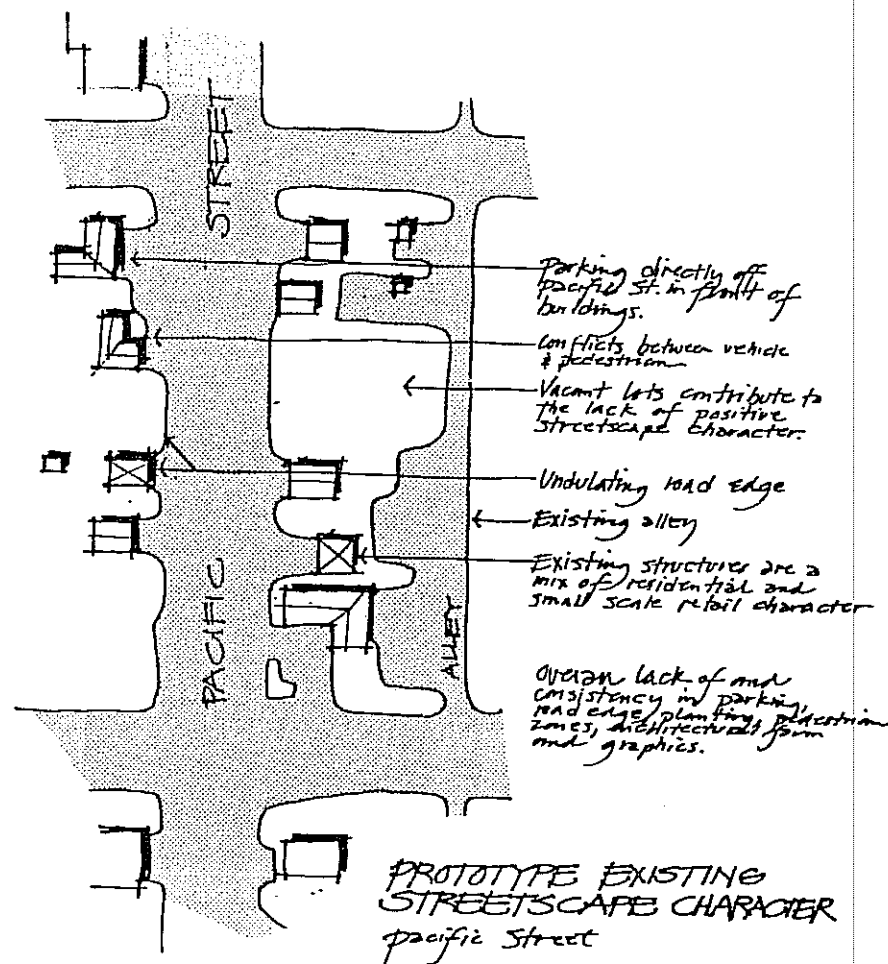 STREET
PACIFIC
ALLEY
Parking directly off
pacific St. in front of
buildings.
Conflicts between vehicle
& pedestrian
Vacant lots contribute to
the lack of positive
streetscape character.
Undulating road edge
Existing alley
Existing structures are a
mix of residential and
small scale retail character
Overall lack of and
consistency in parking,
road edge, planting, pedestrian
zones, architectural form
and graphics.
PROTOTYPE EXISTING
STREETSCAPE CHARACTER
pacific Street